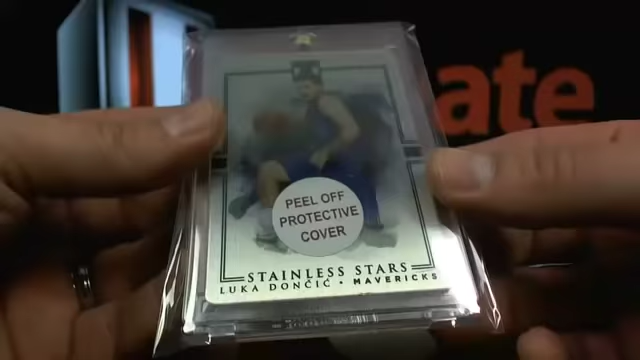 ate
PEEL OFF
PROTECTIVE
COVER
STAINLESS STARS
LUKA DONČIĆ • MAVERICKS